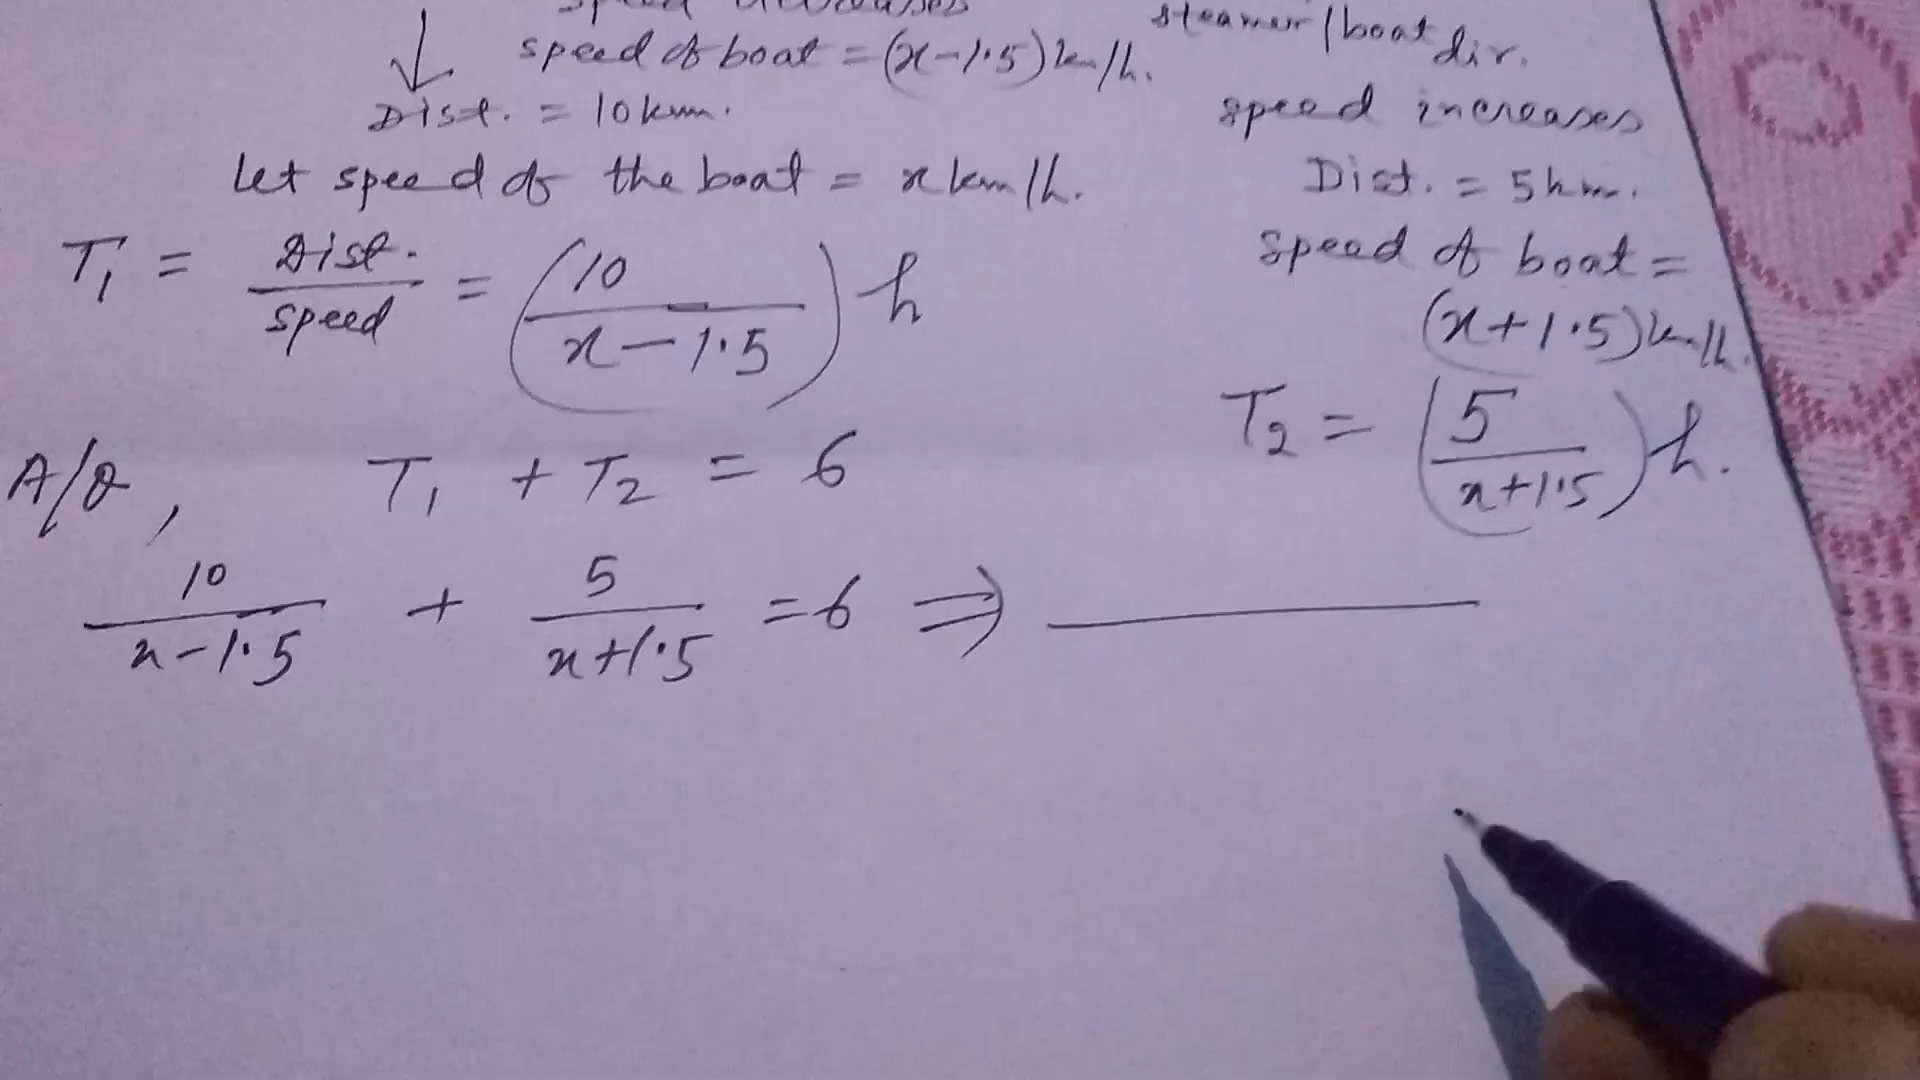 speed decreases
steamer/boat dir.
speed of boat = (x-1.5) km/h.
Dist. = 10 km.
speed increases
Let speed of the boat = x km/h.
Dist. = 5 km.
T₁ = Dist./speed = (10/(x-1.5)) h
speed of boat =
(x+1.5) km/h.
T₂ = (5/(x+1.5)) h.
A/Q, T₁ + T₂ = 6
10/(x-1.5) + 5/(x+1.5) = 6 ⇒